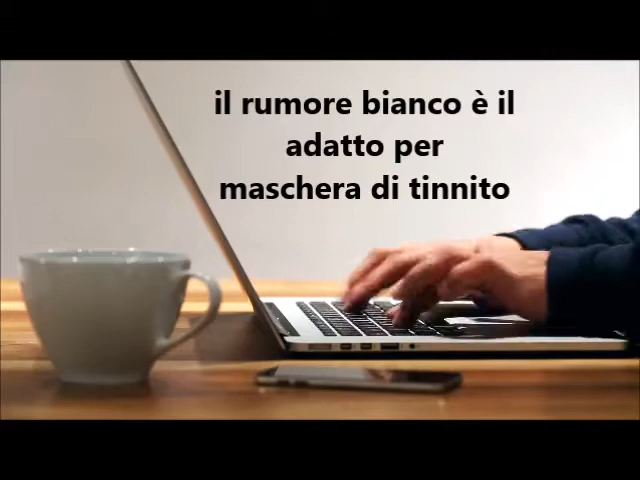 il rumore bianco è il
adatto per
maschera di tinnito